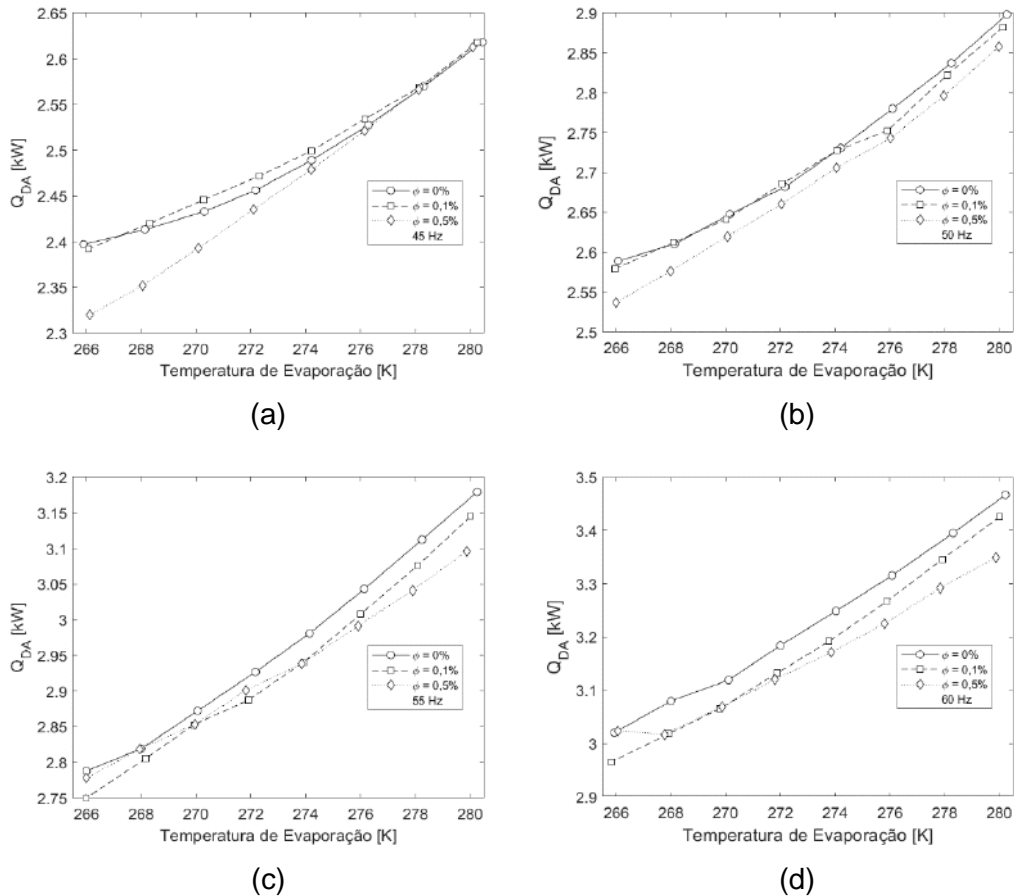 2.65
2.6
2.55
2.5
2.45
2.4
2.35
2.3
Q_DA [kW]
ϕ = 0%
ϕ = 0,1%
ϕ = 0,5%
45 Hz
266 268 270 272 274 276 278 280
Temperatura de Evaporação [K]
(a)
2.9
2.85
2.8
2.75
2.7
2.65
2.6
2.55
2.5
Q_DA [kW]
ϕ = 0%
ϕ = 0,1%
ϕ = 0,5%
50 Hz
266 268 270 272 274 276 278 280
Temperatura de Evaporação [K]
(b)
3.2
3.15
3.1
3.05
3
2.95
2.9
2.85
2.8
2.75
Q_DA [kW]
ϕ = 0%
ϕ = 0,1%
ϕ = 0,5%
55 Hz
266 268 270 272 274 276 278 280
Temperatura de Evaporação [K]
(c)
3.5
3.4
3.3
3.2
3.1
3
2.9
Q_DA [kW]
ϕ = 0%
ϕ = 0,1%
ϕ = 0,5%
60 Hz
266 268 270 272 274 276 278 280
Temperatura de Evaporação [K]
(d)